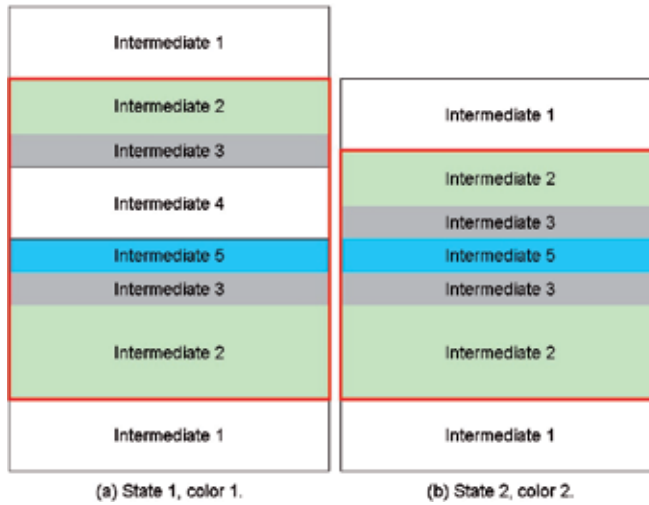 Intermediate 1
Intermediate 2
Intermediate 3
Intermediate 4
Intermediate 5
Intermediate 3
Intermediate 2
Intermediate 1
(a) State 1, color 1.
Intermediate 1
Intermediate 2
Intermediate 3
Intermediate 5
Intermediate 3
Intermediate 2
Intermediate 1
(b) State 2, color 2.